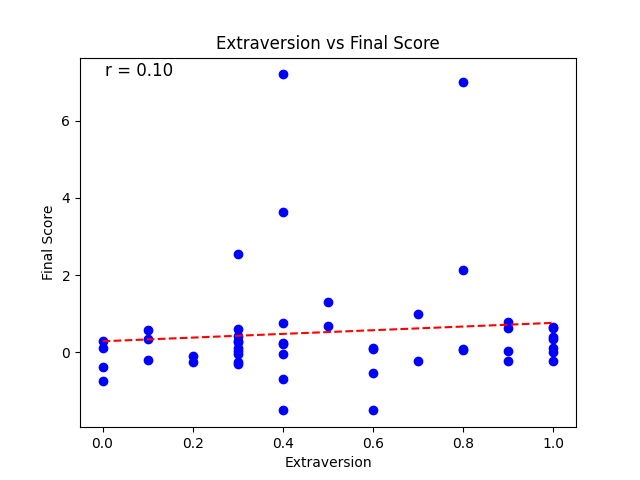 Extraversion vs Final Score
r = 0.10
6
4
2
0
Final Score
0.0 0.2 0.4 0.6 0.8 1.0
Extraversion